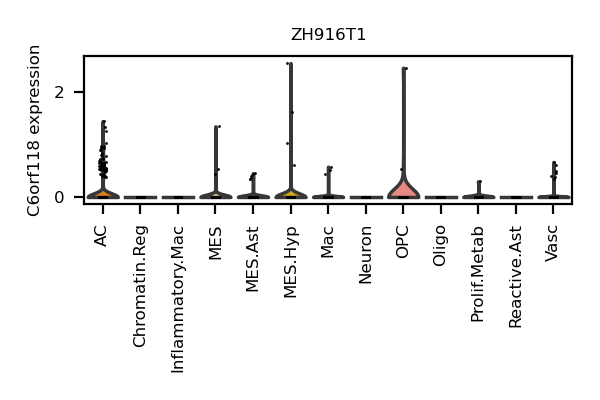 ZH916T1
C6orf118 expression
2
0
AC
Chromatin.Reg
Inflammatory.Mac
MES
MES.Ast
MES.Hyp
Mac
Neuron
OPC
Oligo
Prolif.Metab
Reactive.Ast
Vasc